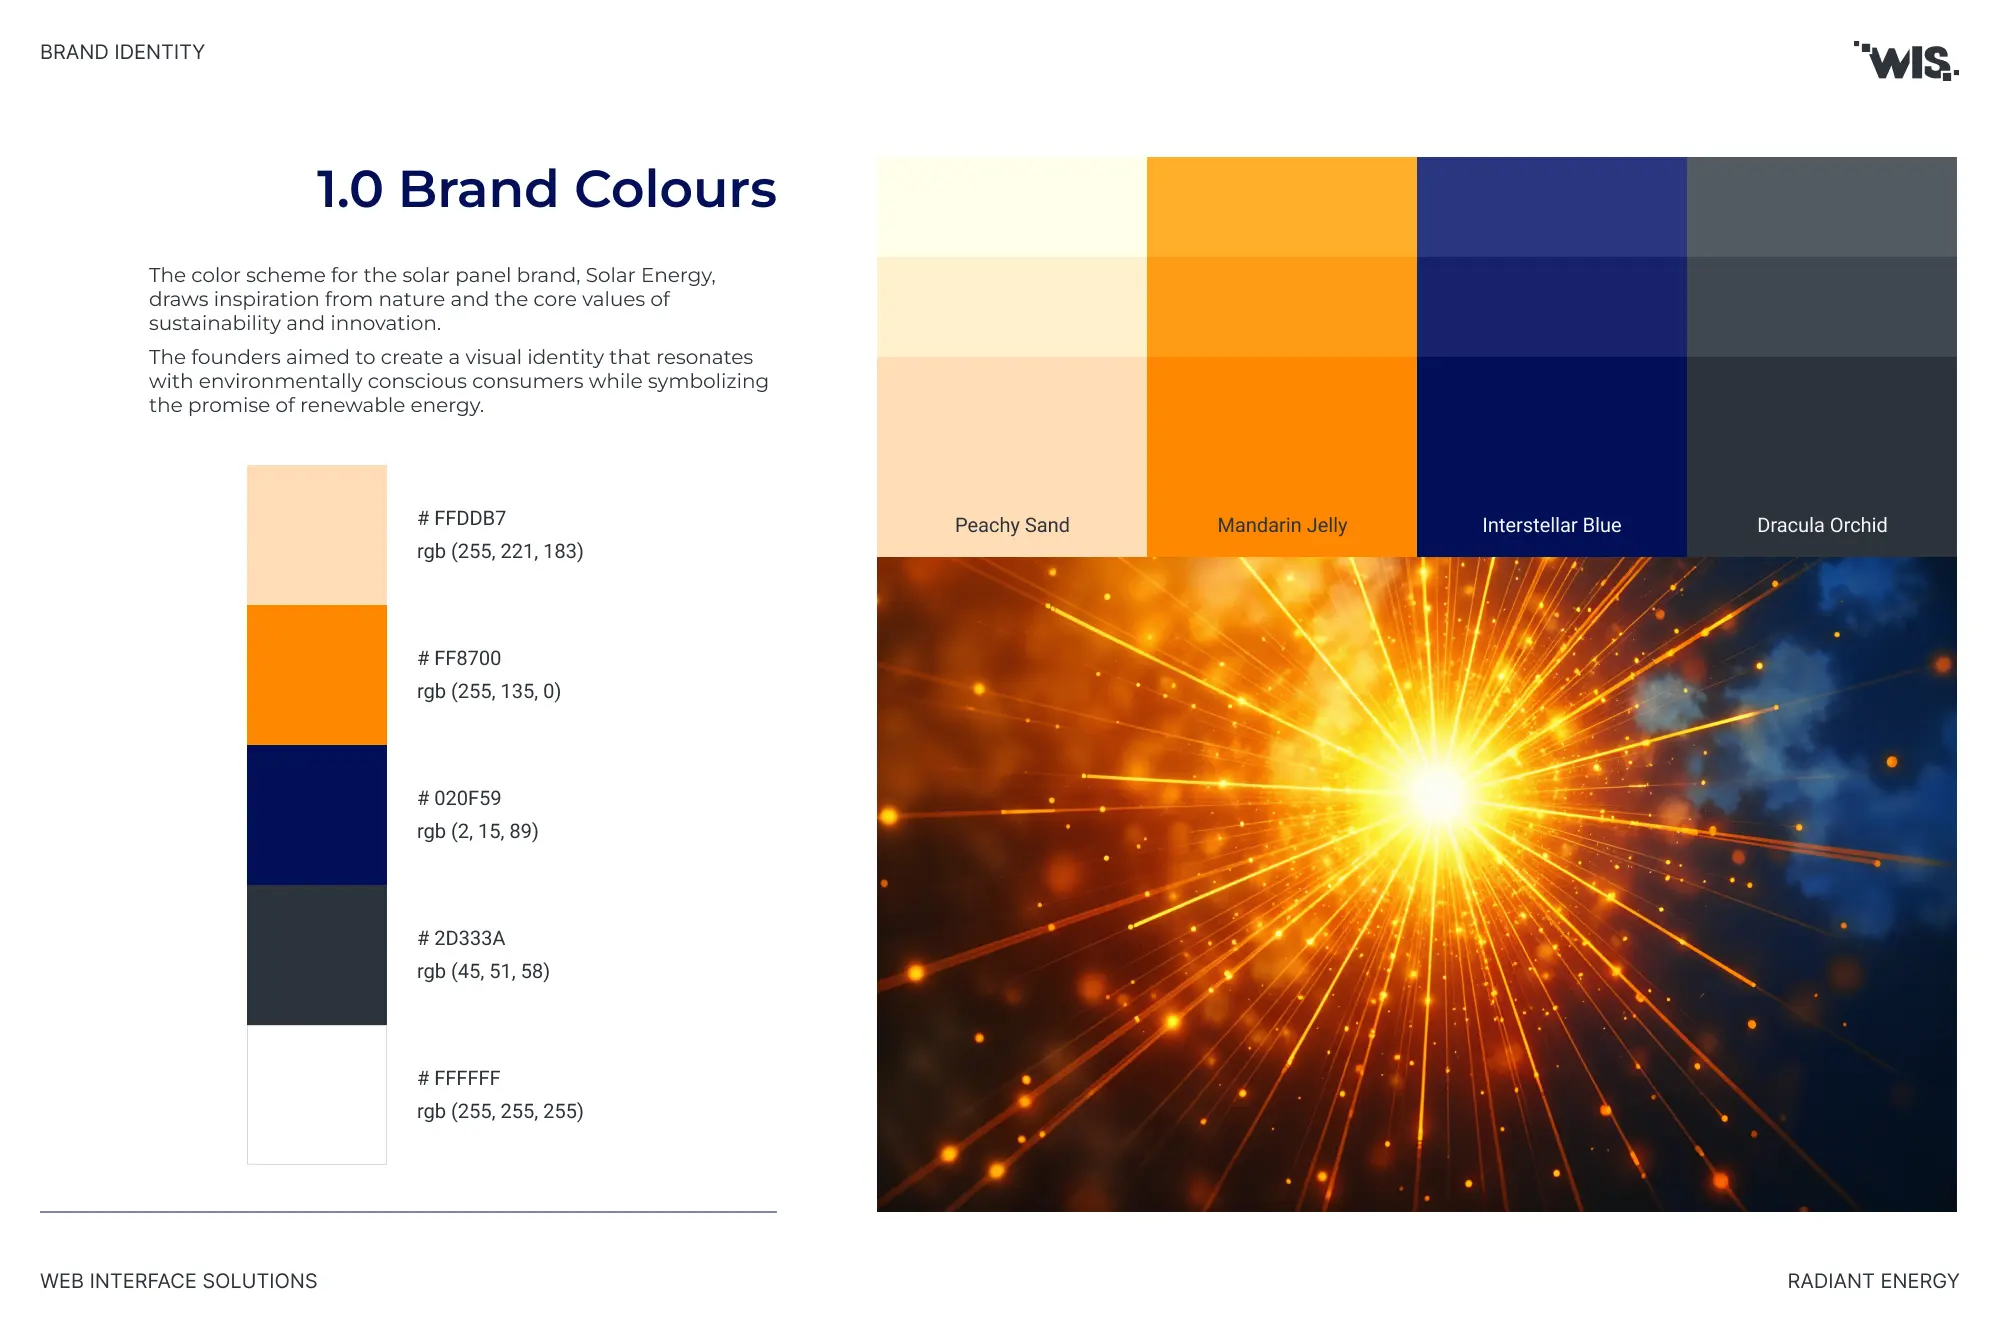 BRAND IDENTITY
WIS.
1.0 Brand Colours
The color scheme for the solar panel brand, Solar Energy,
draws inspiration from nature and the core values of
sustainability and innovation.
The founders aimed to create a visual identity that resonates
with environmentally conscious consumers while symbolizing
the promise of renewable energy.
# FFDDB7
rgb (255, 221, 183)
# FF8700
rgb (255, 135, 0)
# 020F59
rgb (2, 15, 89)
# 2D333A
rgb (45, 51, 58)
# FFFFFF
rgb (255, 255, 255)
Peachy Sand
Mandarin Jelly
Interstellar Blue
Dracula Orchid
WEB INTERFACE SOLUTIONS
RADIANT ENERGY